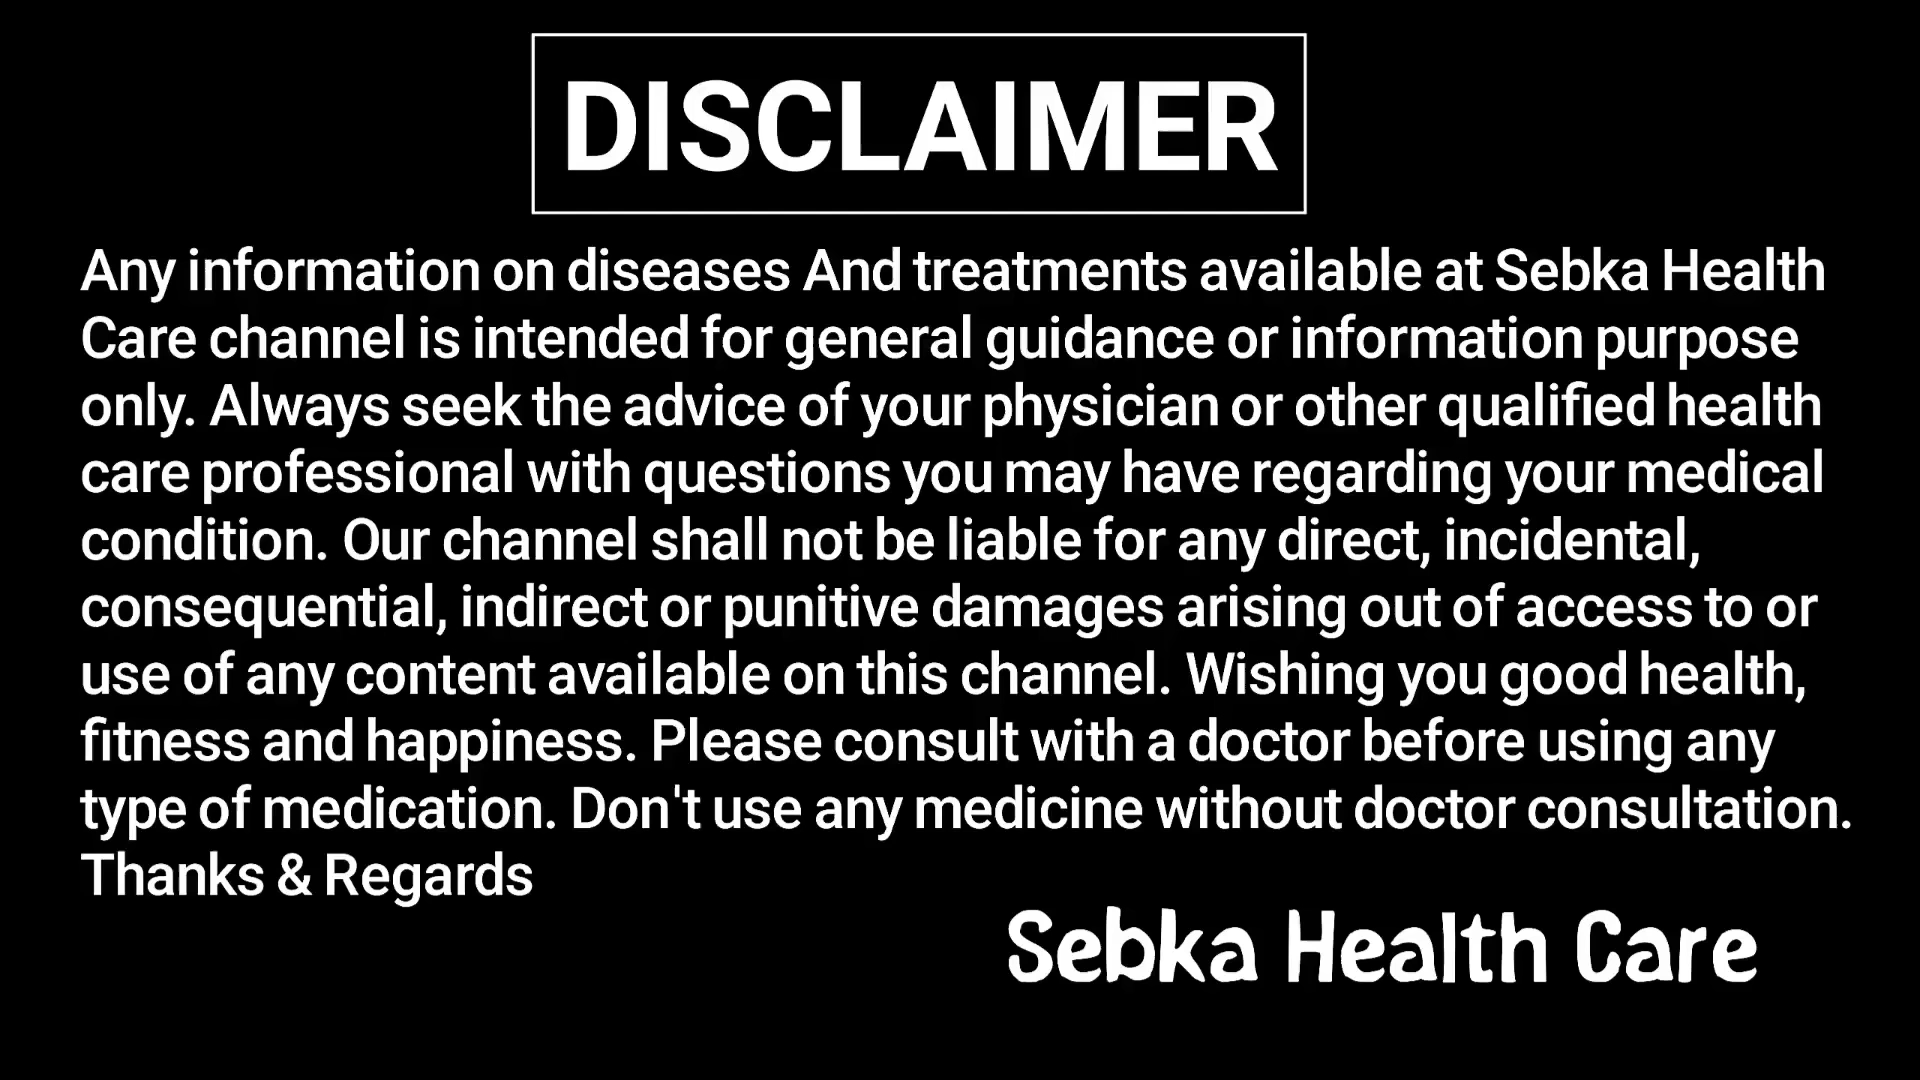 DISCLAIMER
Any information on diseases And treatments available at Sebka Health
Care channel is intended for general guidance or information purpose
only. Always seek the advice of your physician or other qualified health
care professional with questions you may have regarding your medical
condition. Our channel shall not be liable for any direct, incidental,
consequential, indirect or punitive damages arising out of access to or
use of any content available on this channel. Wishing you good health,
fitness and happiness. Please consult with a doctor before using any
type of medication. Don't use any medicine without doctor consultation.
Thanks & Regards
Sebka Health Care